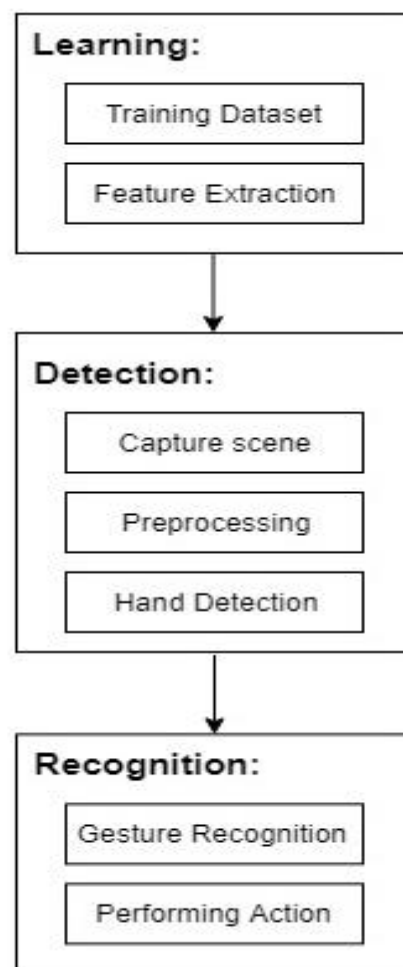 Learning:
Training Dataset
Feature Extraction
Detection:
Capture scene
Preprocessing
Hand Detection
Recognition:
Gesture Recognition
Performing Action